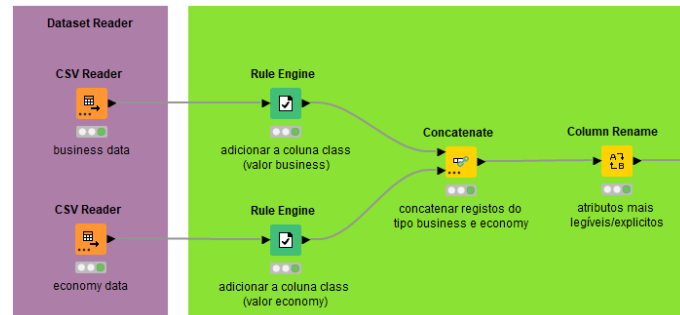 Dataset Reader
CSV Reader
business data
CSV Reader
economy data
Rule Engine
adicionar a coluna class
(valor business)
Rule Engine
adicionar a coluna class
(valor economy)
Concatenate
concatenar registos do
tipo business e economy
Column Rename
A
B
atributos mais
legíveis/explicitos